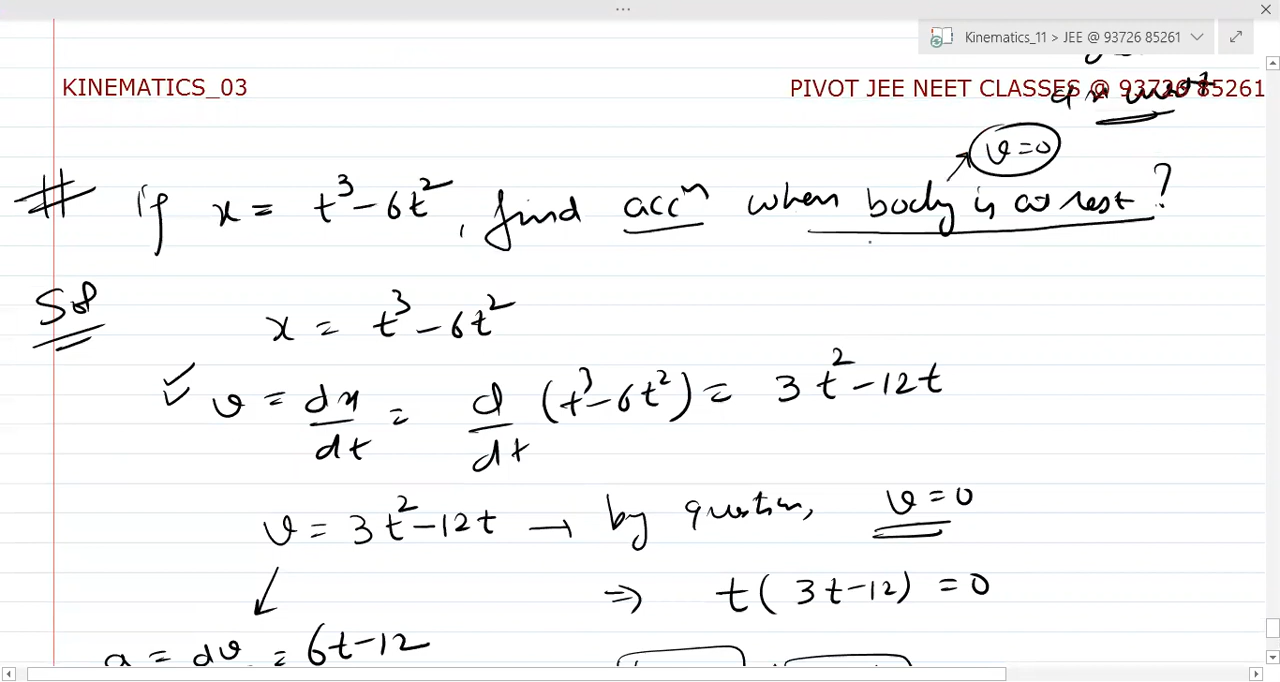 Kinematics_11 > JEE @ 93726 85261
KINEMATICS_03
PIVOT JEE NEET CLASSES @ 93726 85261
v=0
# If x = t³-6t², find accⁿ when body is at rest?
Sol
x = t³-6t²
v = dx/dt = d/dt (t³-6t²) = 3t²-12t
v = 3t²-12t → by question, v=0
⇒ t(3t-12) = 0
a = dv = 6t-12